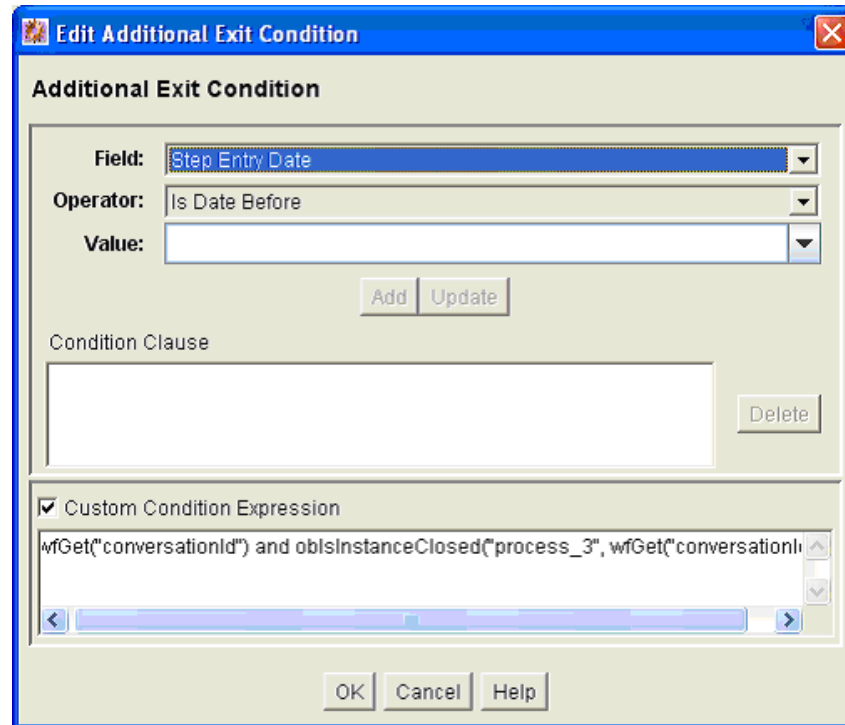 Edit Additional Exit Condition
Additional Exit Condition
Field: Step Entry Date
Operator: Is Date Before
Value:
Add Update
Condition Clause
Delete
Custom Condition Expression
wfGet("conversationId") and obIsInstanceClosed("process_3", wfGet("conversationI
OK Cancel Help